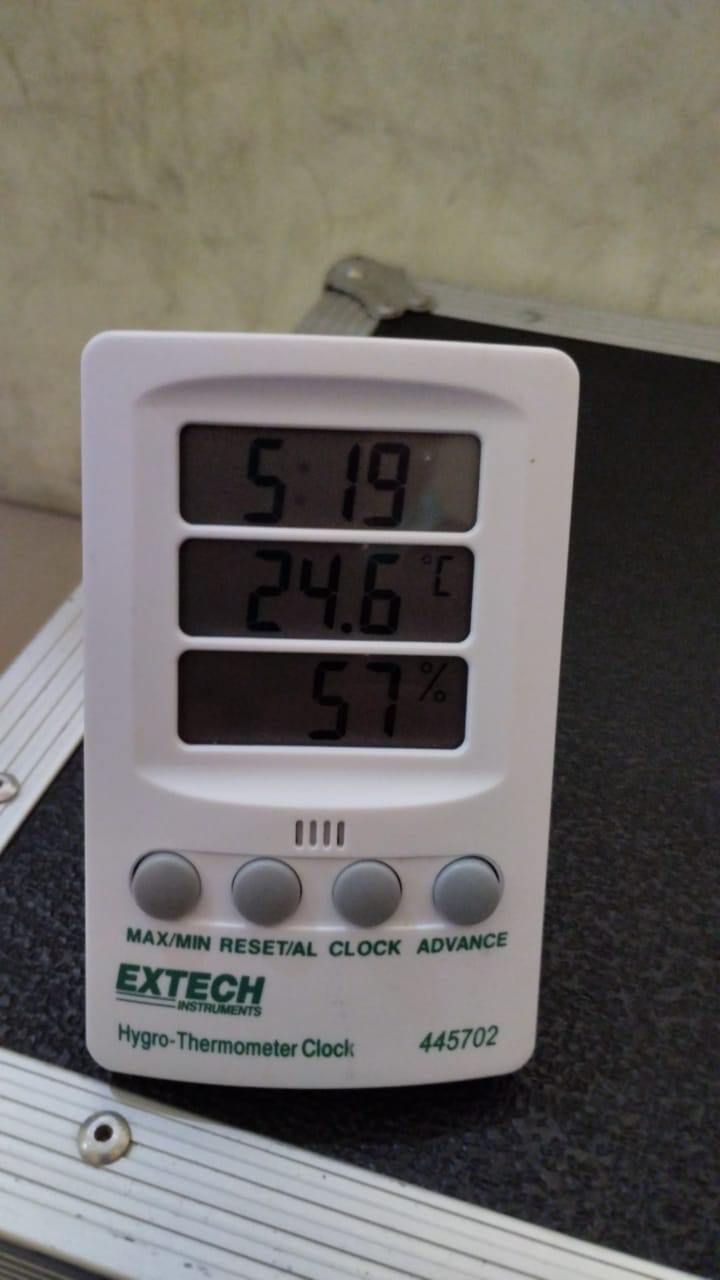 5:19
24.6 °C
57 %
MAX/MIN RESET/AL CLOCK ADVANCE
EXTECH
INSTRUMENTS
Hygro-Thermometer Clock 445702